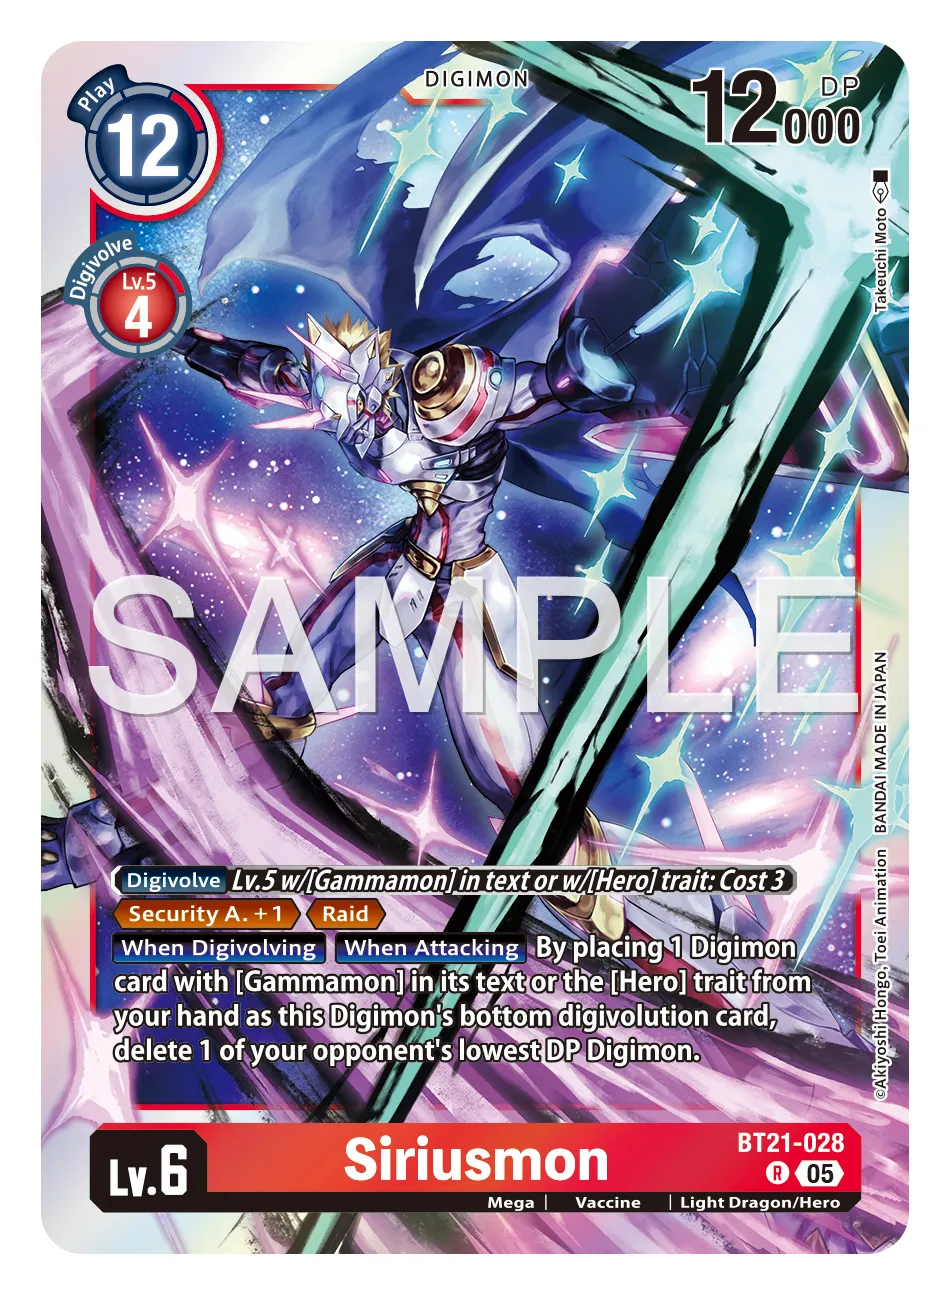 Play
12
DIGIMON
DP
12000
Digivolve
Lv.5
4
Takeuchi Moto
SAMPLE
BANDAI MADE IN JAPAN
©Akiyoshi Hongo, Toei Animation
Digivolve Lv.5 w/[Gammamon] in text or w/[Hero] trait: Cost 3
Security A. +1 Raid
When Digivolving When Attacking By placing 1 Digimon
card with [Gammamon] in its text or the [Hero] trait from
your hand as this Digimon's bottom digivolution card,
delete 1 of your opponent's lowest DP Digimon.
Lv.6
Siriusmon
BT21-028
R 05
Mega | Vaccine | Light Dragon/Hero